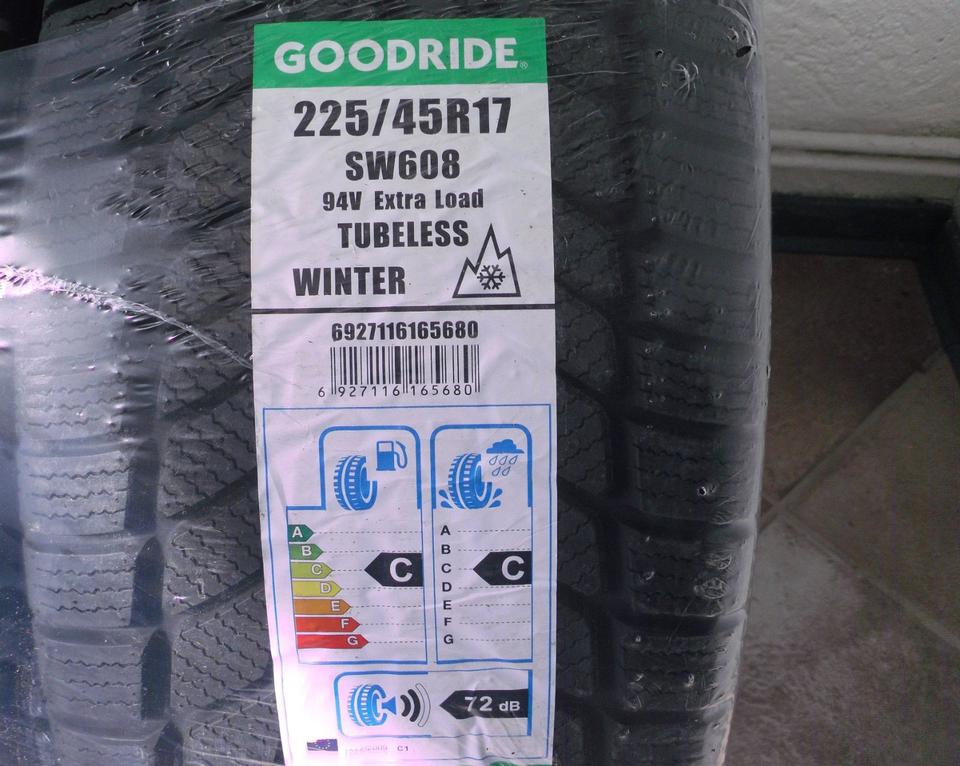 GOODRIDE®
225/45R17
SW608
94V Extra Load
TUBELESS
WINTER
6927116165680
6 927116 165680
A
B
C
D
E
F
G
C
A
B
C
D
E
F
G
C
72 dB
C1